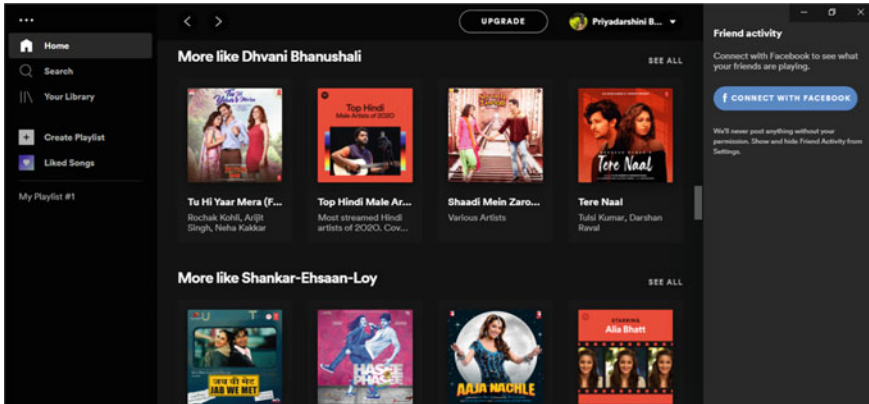 Home
Search
Your Library
Create Playlist
Liked Songs
My Playlist #1
UPGRADE
Priyadarshini B...
More like Dhvani Bhanushali
SEE ALL
Tu Hi
Yaar Mera
Tu Hi Yaar Mera (F...
Rochak Kohli, Arijit
Singh, Neha Kakkar
Top Hindi
Male Artists of 2020
Top Hindi Male Ar...
Most streamed Hindi
artists of 2020. Cov...
Shaadi Mein Zaro...
Various Artists
Tere Naal
Tere Naal
Tulsi Kumar, Darshan
Raval
More like Shankar-Ehsaan-Loy
SEE ALL
जब वी मेट
JAB WE MET
HASEE
PHASEE
AAJA NACHLE
STARRING
Alia Bhatt
Friend activity
Connect with Facebook to see what
your friends are playing.
f CONNECT WITH FACEBOOK
We'll never post anything without your
permission. Show and hide Friend Activity from
Settings.